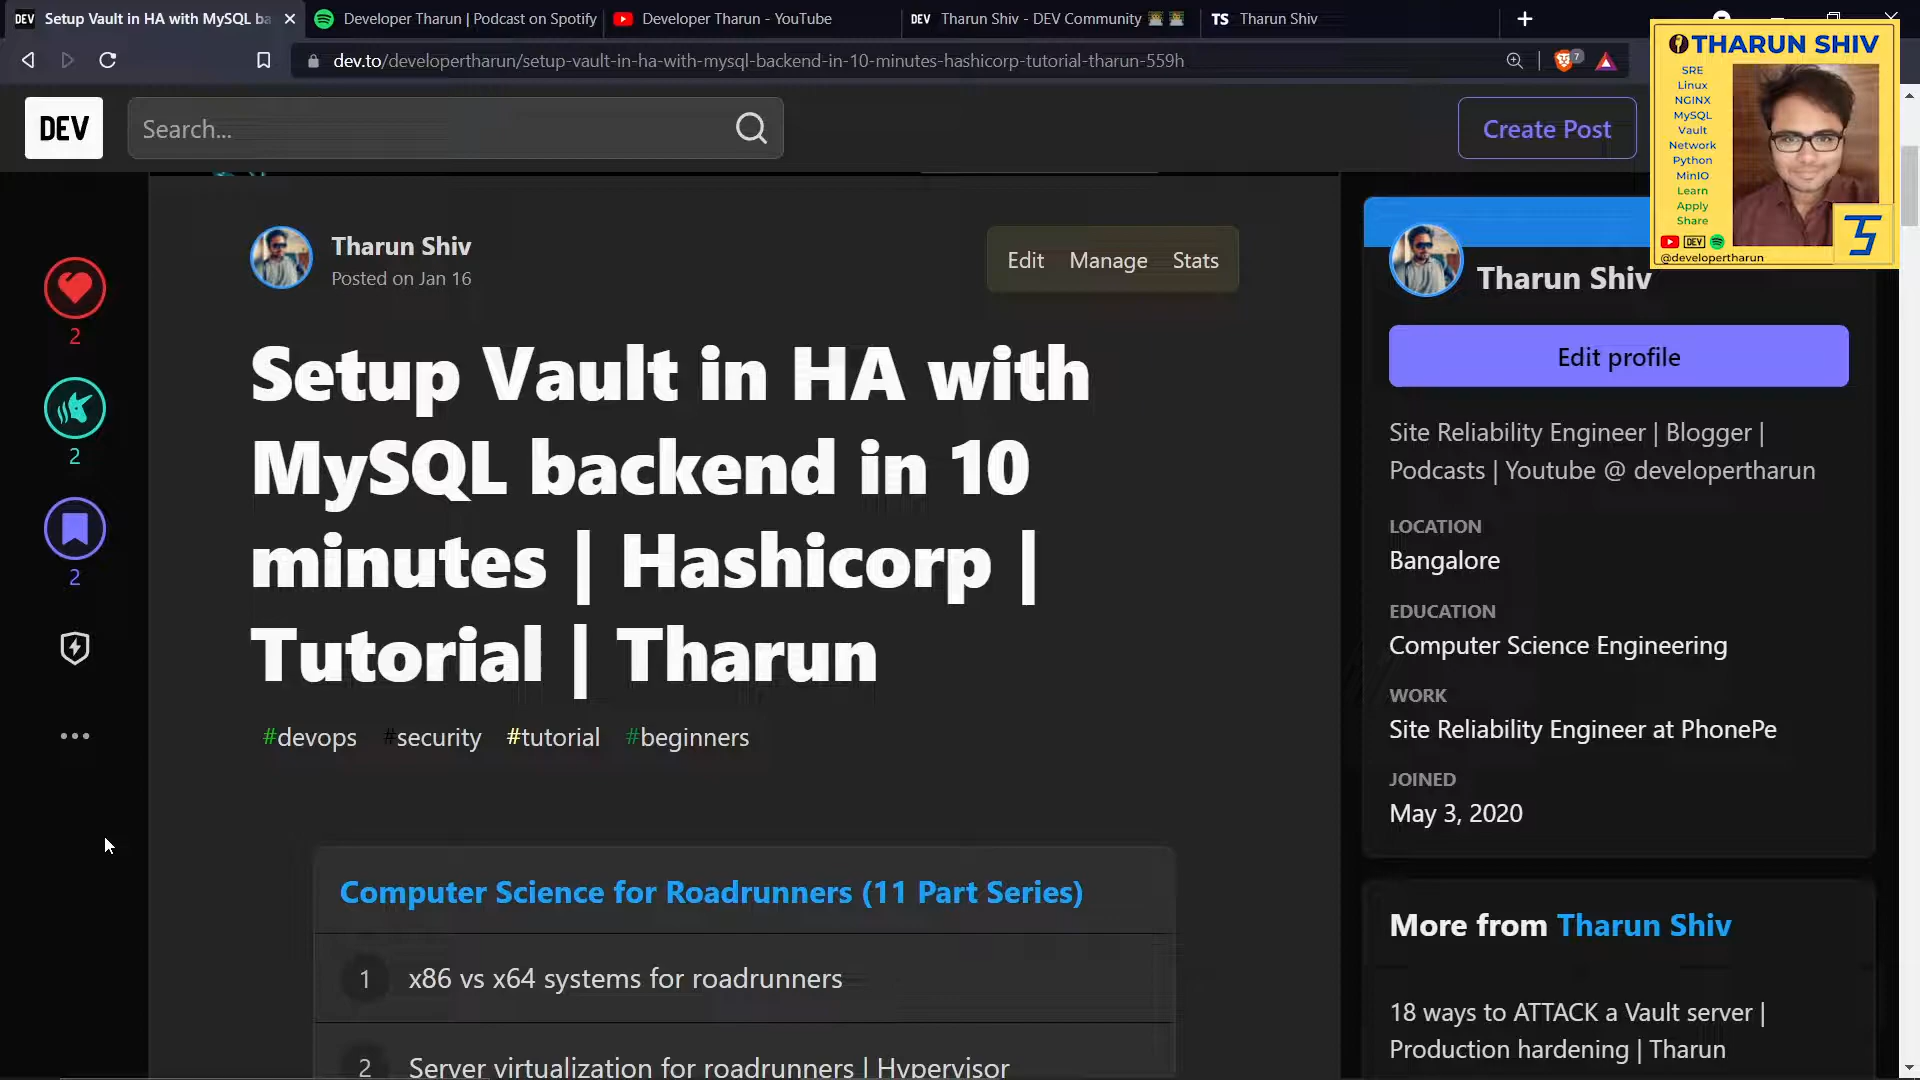 DEV Setup Vault in HA with MySQL ba
Developer Tharun | Podcast on Spotify
Developer Tharun - YouTube
DEV Tharun Shiv - DEV Community
TS Tharun Shiv
dev.to/developertharun/setup-vault-in-ha-with-mysql-backend-in-10-minutes-hashicorp-tutorial-tharun-559h
7
DEV
Search...
Create Post
THARUN SHIV
SRE
Linux
NGINX
MySQL
Vault
Network
Python
MinIO
Learn
Apply
Share
DEV
TS
@developertharun
Tharun Shiv
Posted on Jan 16
Edit Manage Stats
2
2
2
Setup Vault in HA with
MySQL backend in 10
minutes | Hashicorp |
Tutorial | Tharun
#devops #security #tutorial #beginners
Computer Science for Roadrunners (11 Part Series)
1 x86 vs x64 systems for roadrunners
2 Server virtualization for roadrunners | Hypervisor
Tharun Shiv
Edit profile
Site Reliability Engineer | Blogger |
Podcasts | Youtube @ developertharun
LOCATION
Bangalore
EDUCATION
Computer Science Engineering
WORK
Site Reliability Engineer at PhonePe
JOINED
May 3, 2020
More from Tharun Shiv
18 ways to ATTACK a Vault server |
Production hardening | Tharun